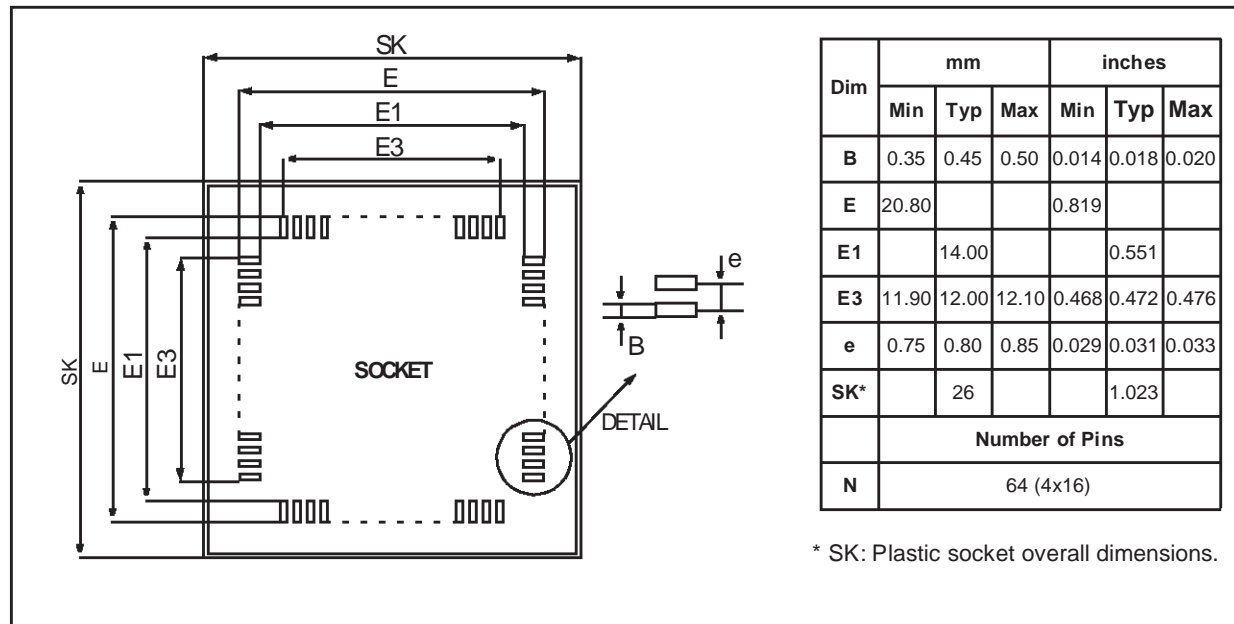 SK
E
E1
E3
SK
E
E1
E3
SOCKET
e
B
DETAIL
Dim mm inches
Min Typ Max Min Typ Max
B 0.35 0.45 0.50 0.014 0.018 0.020
E 20.80 0.819
E1 14.00 0.551
E3 11.90 12.00 12.10 0.468 0.472 0.476
e 0.75 0.80 0.85 0.029 0.031 0.033
SK* 26 1.023
Number of Pins
N 64 (4x16)
* SK: Plastic socket overall dimensions.